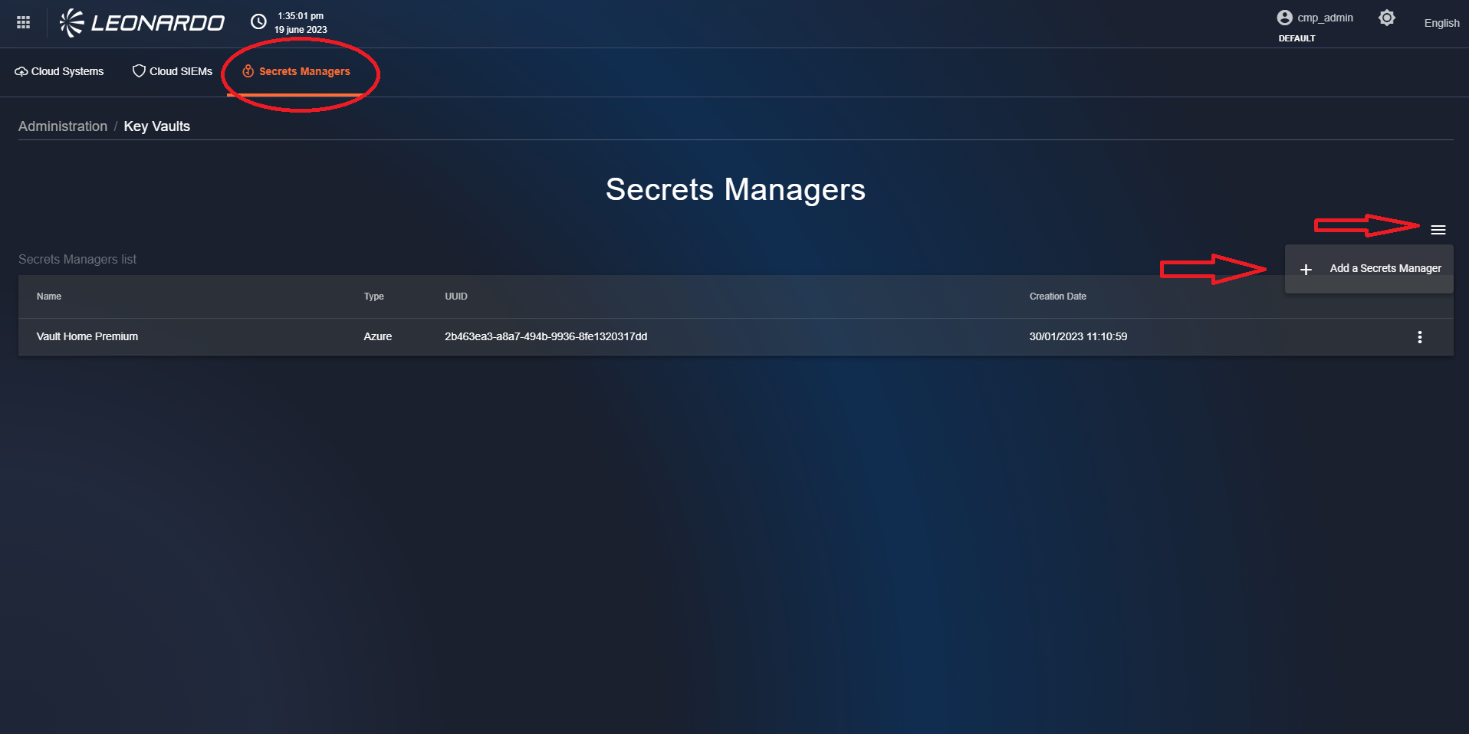 LEONARDO
1:35:01 pm
19 june 2023
cmp_admin
DEFAULT
English
Cloud Systems
Cloud SIEMs
Secrets Managers
Administration / Key Vaults
Secrets Managers
Add a Secrets Manager
Secrets Managers list
Name Type UUID Creation Date
Vault Home Premium Azure 2b463ea3-a8a7-494b-9936-8fe1320317dd 30/01/2023 11:10:59